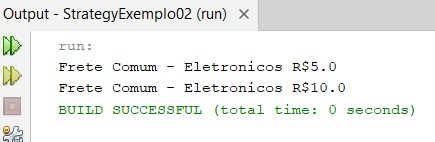 Output - StrategyExemplo02 (run) ×
run:
Frete Comum - Eletronicos R$5.0
Frete Comum - Eletronicos R$10.0
BUILD SUCCESSFUL (total time: 0 seconds)